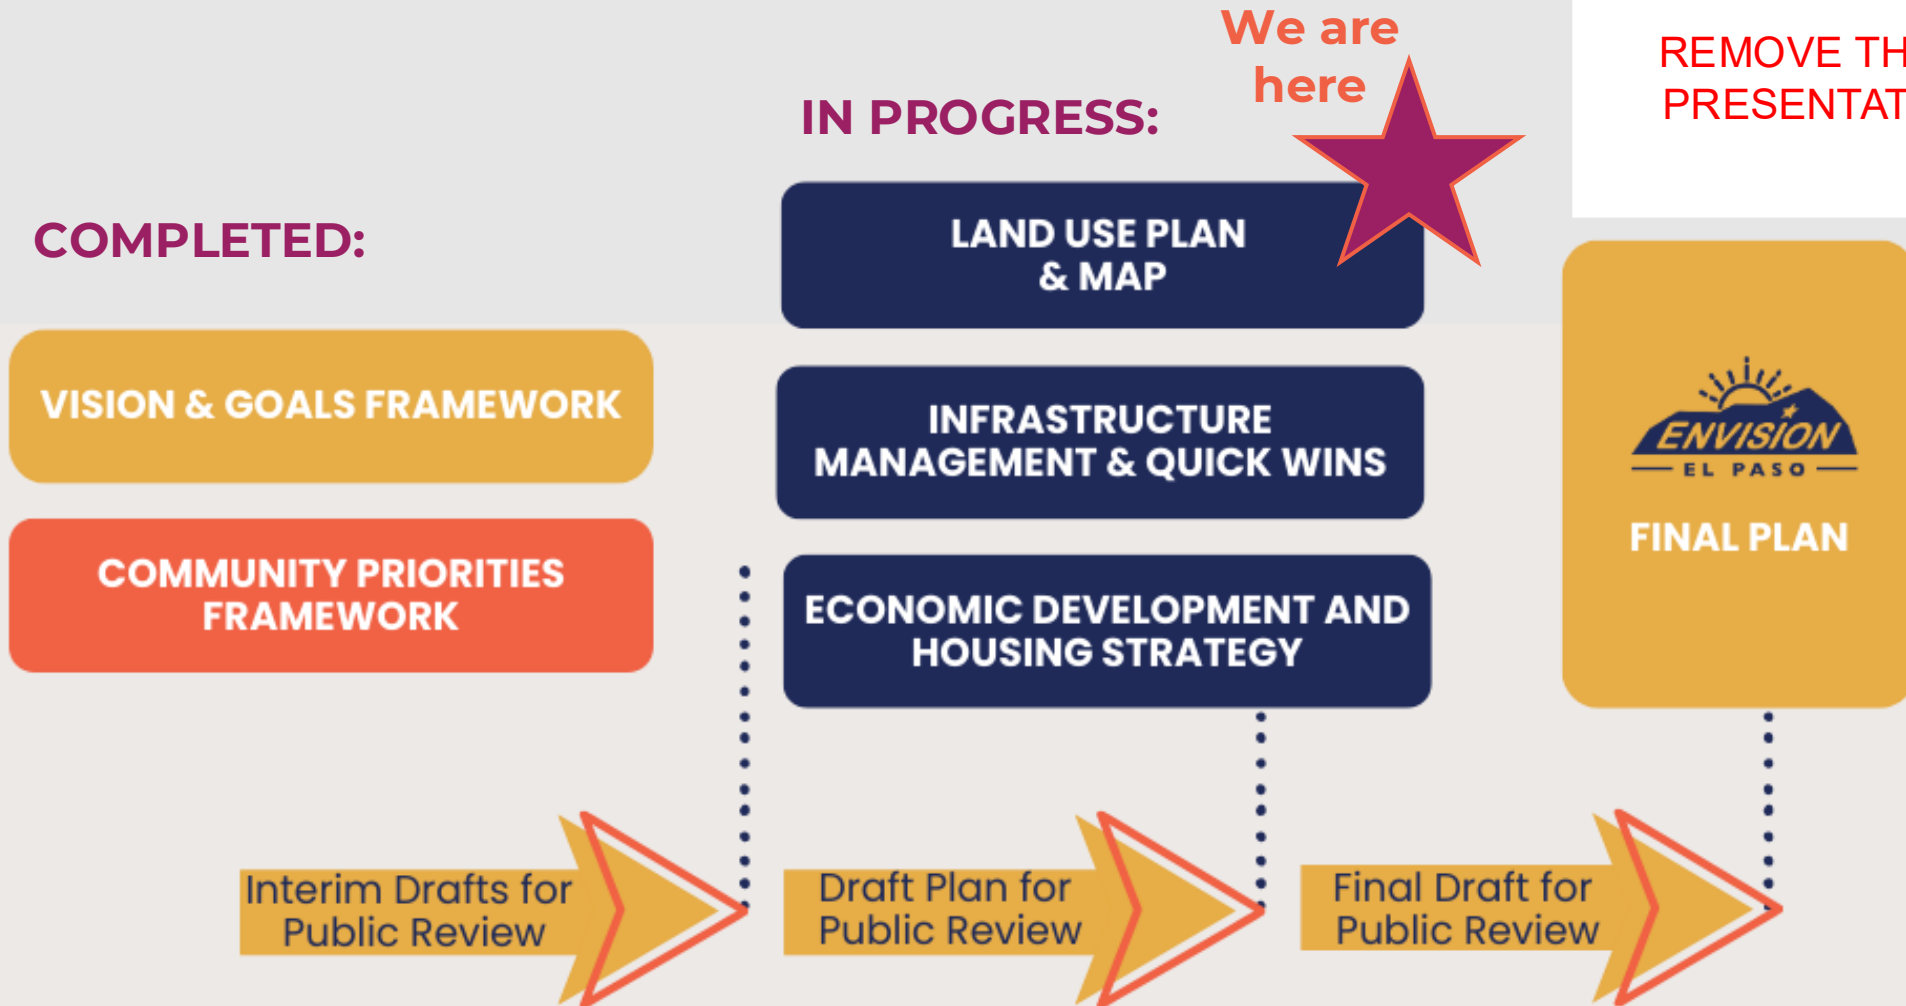 We are
here
REMOVE TH
PRESENTAT
IN PROGRESS:
COMPLETED:
LAND USE PLAN
& MAP
VISION & GOALS FRAMEWORK
INFRASTRUCTURE
MANAGEMENT & QUICK WINS
COMMUNITY PRIORITIES
FRAMEWORK
ECONOMIC DEVELOPMENT AND
HOUSING STRATEGY
ENVISION
EL PASO
FINAL PLAN
Interim Drafts for
Public Review
Draft Plan for
Public Review
Final Draft for
Public Review